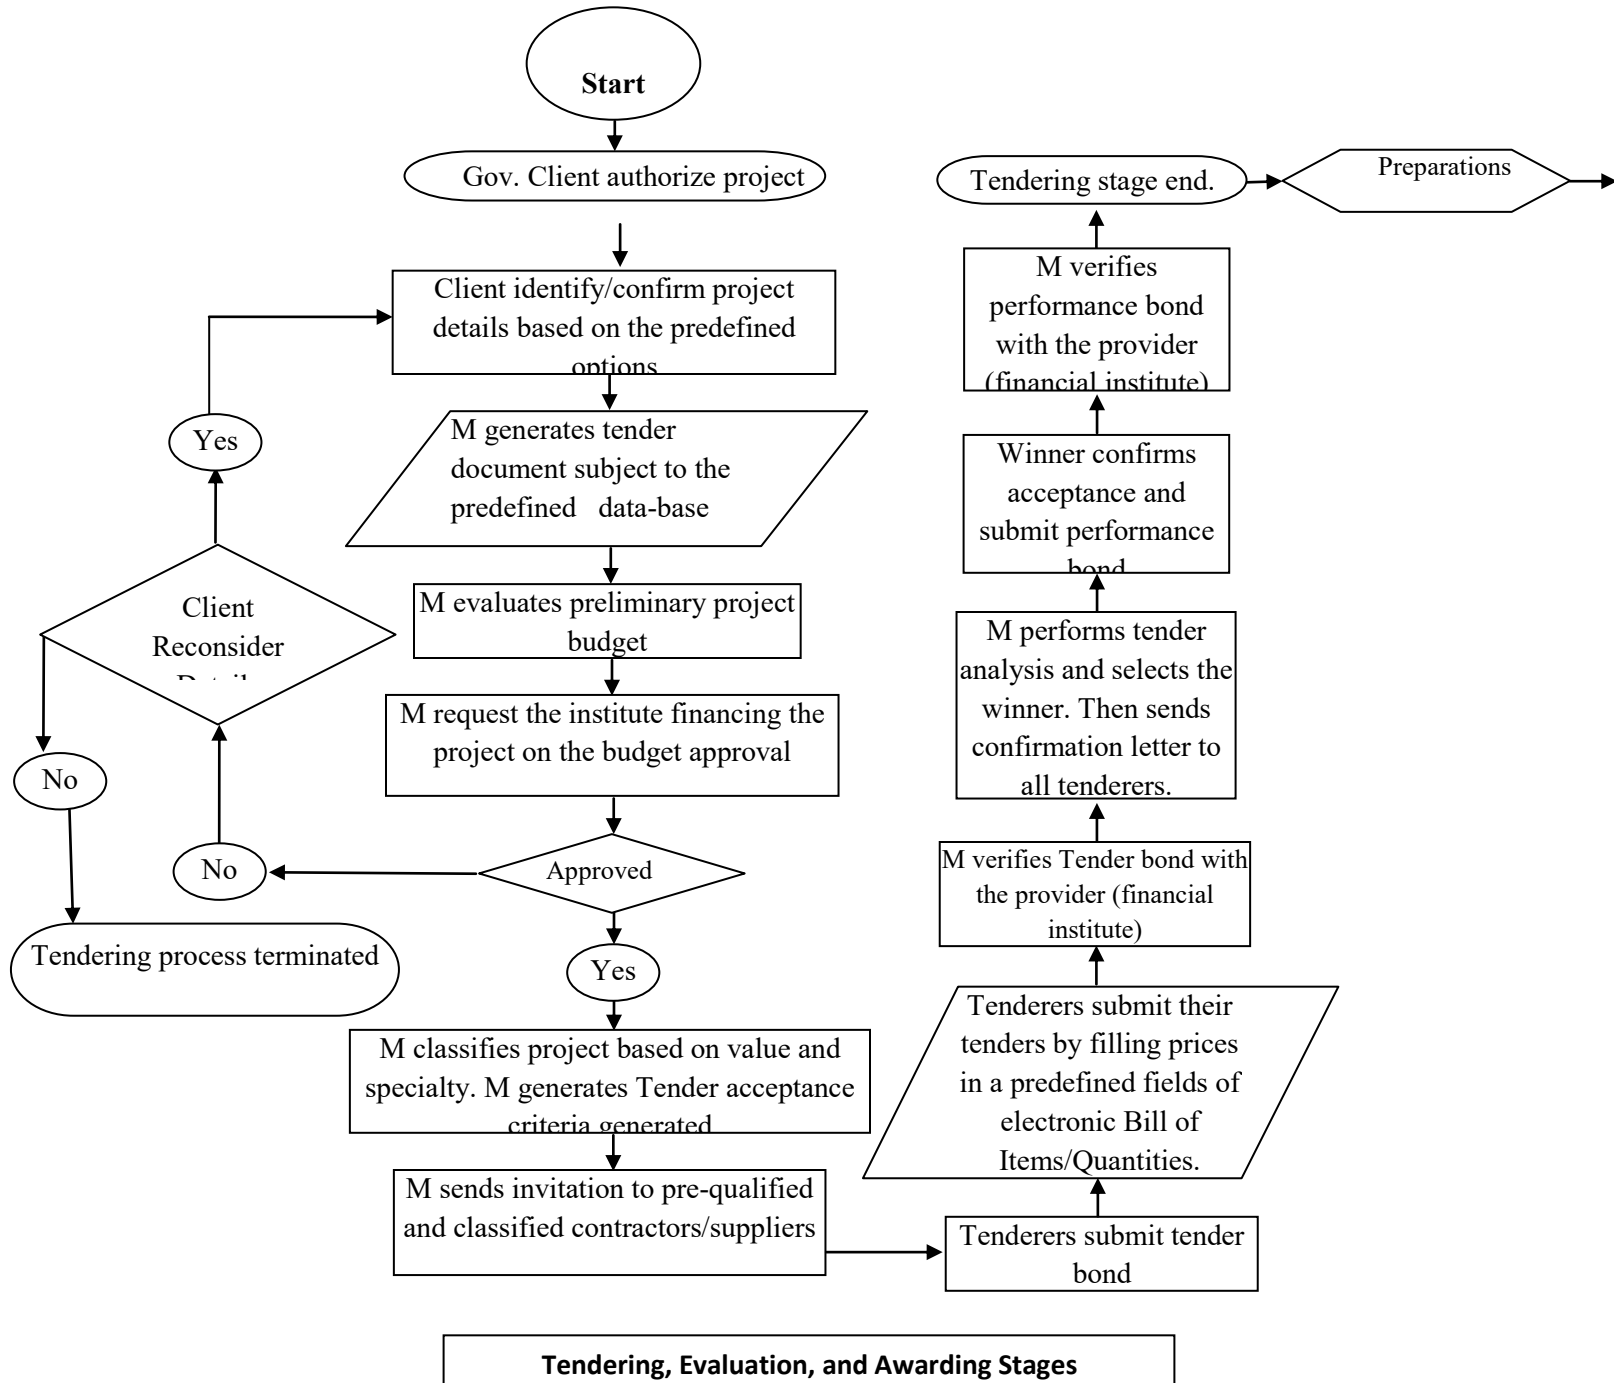 Start
Gov. Client authorize project
Client identify/confirm project
details based on the predefined
options
M generates tender
document subject to the
predefined data-base
M evaluates preliminary project
budget
M request the institute financing the
project on the budget approval
Approved
No
Yes
Client
Reconsider
Yes
No
Tendering process terminated
M classifies project based on value and
specialty. M generates Tender acceptance
criteria generated
M sends invitation to pre-qualified
and classified contractors/suppliers
Tenderers submit tender
bond
Tenderers submit their
tenders by filling prices
in a predefined fields of
electronic Bill of
Items/Quantities.
M verifies Tender bond with
the provider (financial
institute)
M performs tender
analysis and selects the
winner. Then sends
confirmation letter to
all tenderers.
Winner confirms
acceptance and
submit performance
bond
M verifies
performance bond
with the provider
(financial institute)
Tendering stage end.
Preparations
Tendering, Evaluation, and Awarding Stages